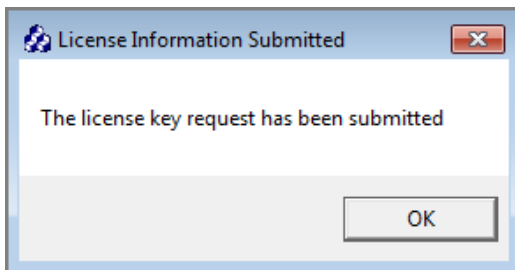 License Information Submitted
The license key request has been submitted
OK